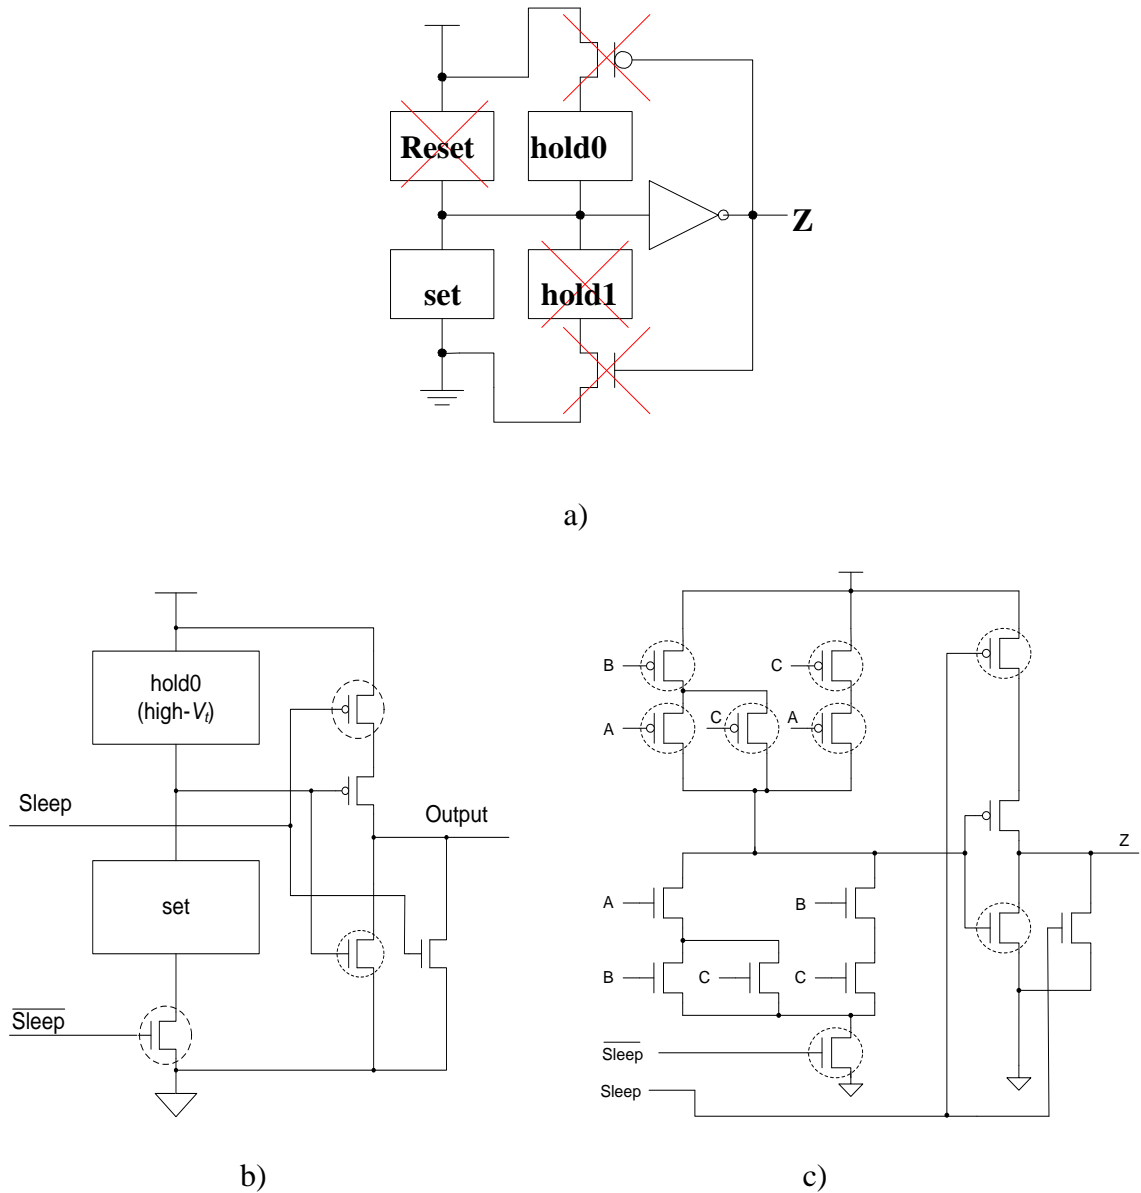 Reset
hold0
Z
set
hold1
a)
hold0
(high-Vt)
Sleep
Output
set
Sleep
b)
B
C
A
C
A
Z
A
B
B
C
C
Sleep
Sleep
c)